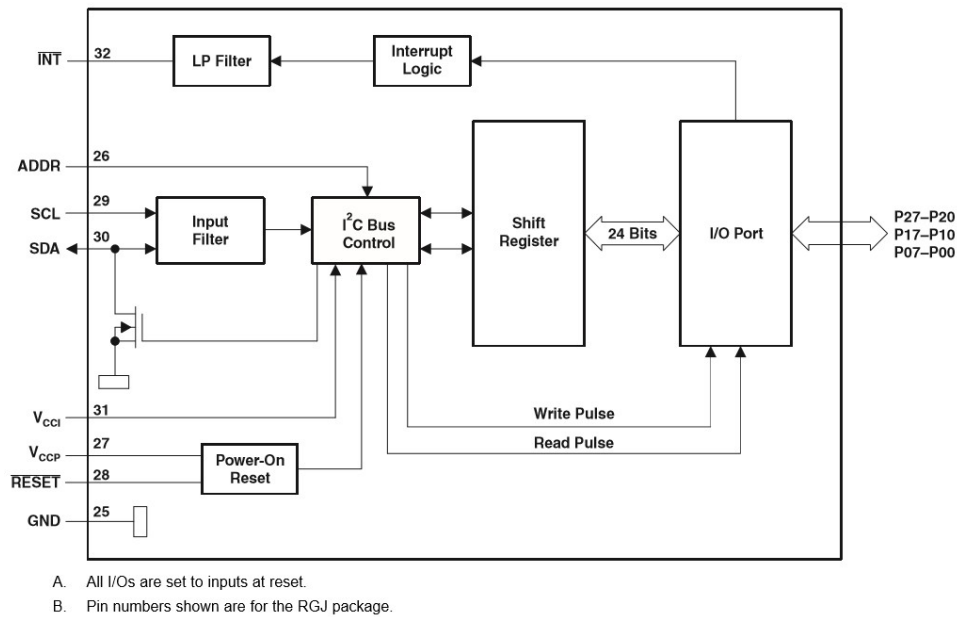 INT 32 LP Filter Interrupt Logic
ADDR 26
SCL 29
SDA 30
Input Filter
I2C Bus Control
Shift Register
24 Bits
I/O Port
P27–P20
P17–P10
P07–P00
VCCI 31
Write Pulse
VCCP 27
Read Pulse
RESET 28
Power-On Reset
GND 25
A. All I/Os are set to inputs at reset.
B. Pin numbers shown are for the RGJ package.